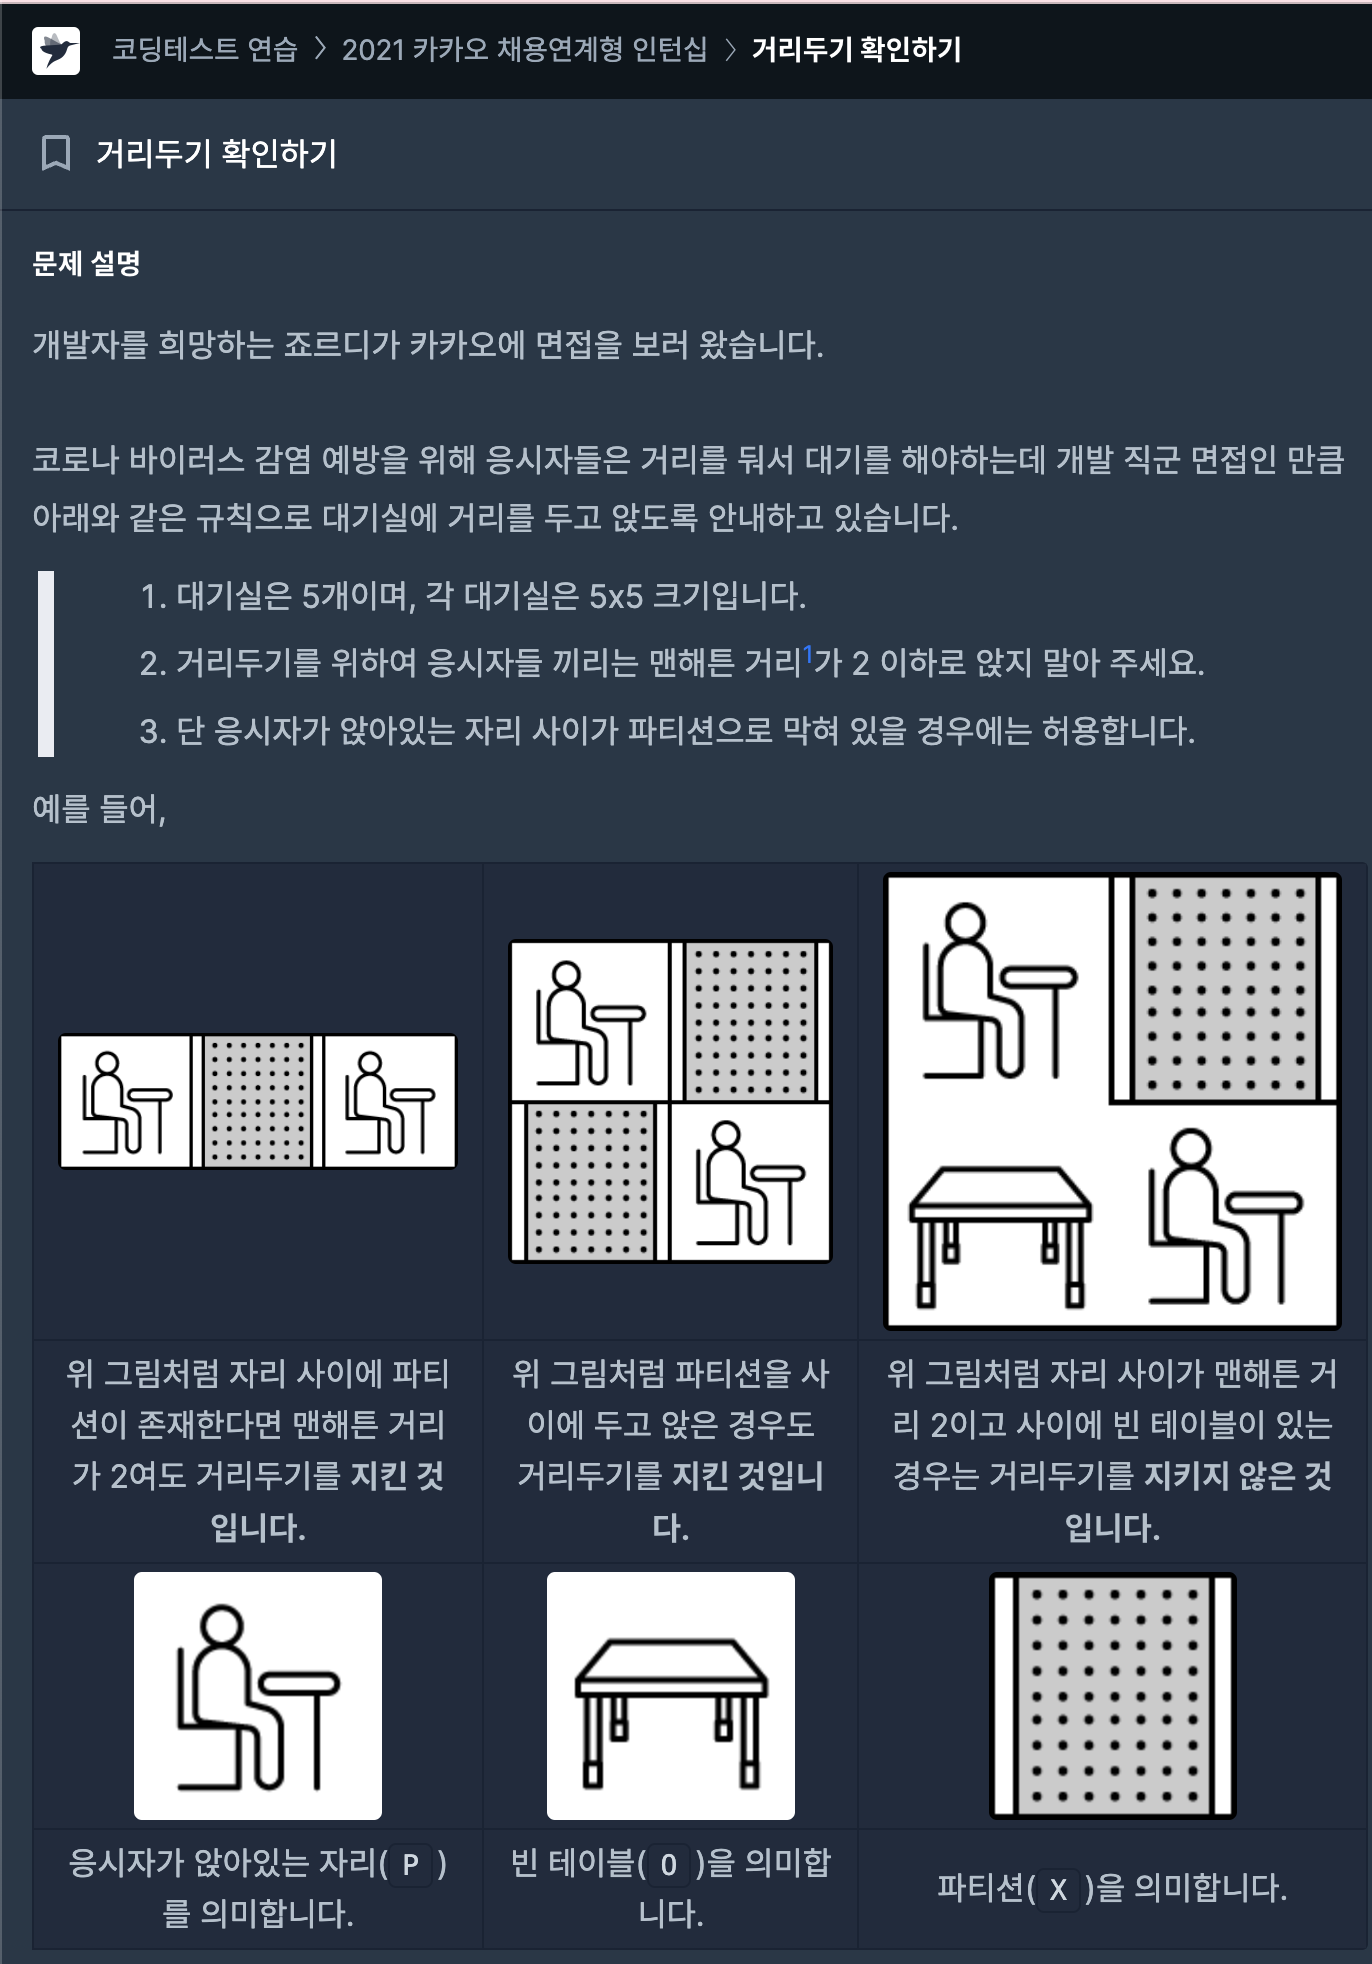 코딩테스트 연습 > 2021 카카오 채용연계형 인턴십 > 거리두기 확인하기
거리두기 확인하기
문제 설명
개발자를 희망하는 죠르디가 카카오에 면접을 보러 왔습니다.
코로나 바이러스 감염 예방을 위해 응시자들은 거리를 둬서 대기를 해야하는데 개발 직군 면접인 만큼
아래와 같은 규칙으로 대기실에 거리를 두고 앉도록 안내하고 있습니다.
1. 대기실은 5개이며, 각 대기실은 5x5 크기입니다.
2. 거리두기를 위하여 응시자들 끼리는 맨해튼 거리1가 2 이하로 앉지 말아 주세요.
3. 단 응시자가 앉아있는 자리 사이가 파티션으로 막혀 있을 경우에는 허용합니다.
예를 들어,
위 그림처럼 자리 사이에 파티
션이 존재한다면 맨해튼 거리
가 2여도 거리두기를 지킨 것
입니다.
위 그림처럼 파티션을 사
이에 두고 앉은 경우도
거리두기를 지킨 것입니
다.
위 그림처럼 자리 사이가 맨해튼 거
리 2이고 사이에 빈 테이블이 있는
경우는 거리두기를 지키지 않은 것
입니다.
응시자가 앉아있는 자리( P )
를 의미합니다.
빈 테이블( O )을 의미합
니다.
파티션( X )을 의미합니다.